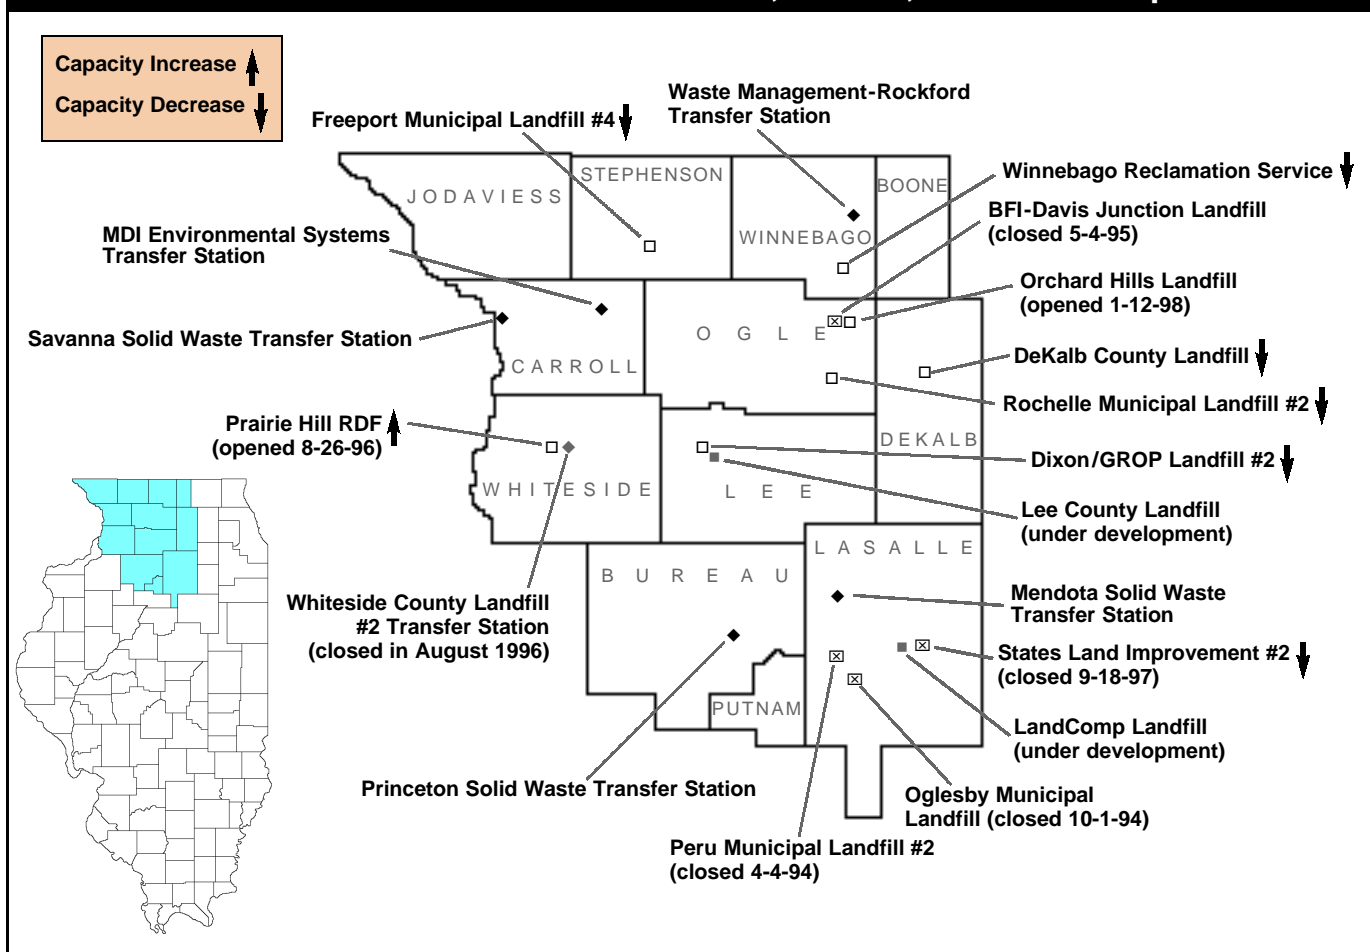 Capacity Increase
Capacity Decrease
Freeport Municipal Landfill #4
Waste Management-Rockford
Transfer Station
Winnebago Reclamation Service
BFI-Davis Junction Landfill
(closed 5-4-95)
Orchard Hills Landfill
(opened 1-12-98)
DeKalb County Landfill
Rochelle Municipal Landfill #2
Dixon/GROP Landfill #2
Lee County Landfill
(under development)
Mendota Solid Waste
Transfer Station
States Land Improvement #2
(closed 9-18-97)
LandComp Landfill
(under development)
Oglesby Municipal
Landfill (closed 10-1-94)
Peru Municipal Landfill #2
(closed 4-4-94)
Princeton Solid Waste Transfer Station
Whiteside County Landfill
#2 Transfer Station
(closed in August 1996)
Prairie Hill RDF
(opened 8-26-96)
Savanna Solid Waste Transfer Station
MDI Environmental Systems
Transfer Station
JODAVIESS
STEPHENSON
WINNEBAGO
BOONE
CARROLL
OGLE
DEKALB
WHITESIDE
LEE
LASALLE
BUREAU
PUTNAM